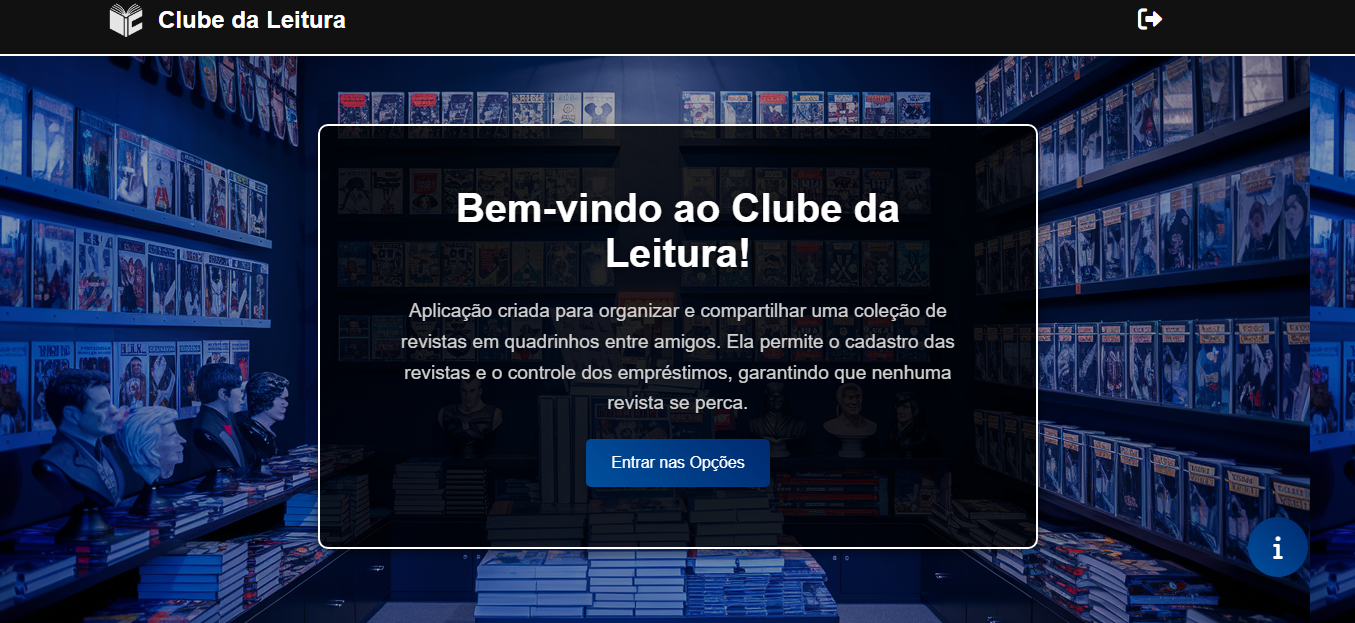 Clube da Leitura
Bem-vindo ao Clube da
Leitura!
Aplicação criada para organizar e compartilhar uma coleção de
revistas em quadrinhos entre amigos. Ela permite o cadastro das
revistas e o controle dos empréstimos, garantindo que nenhuma
revista se perca.
Entrar nas Opções
i